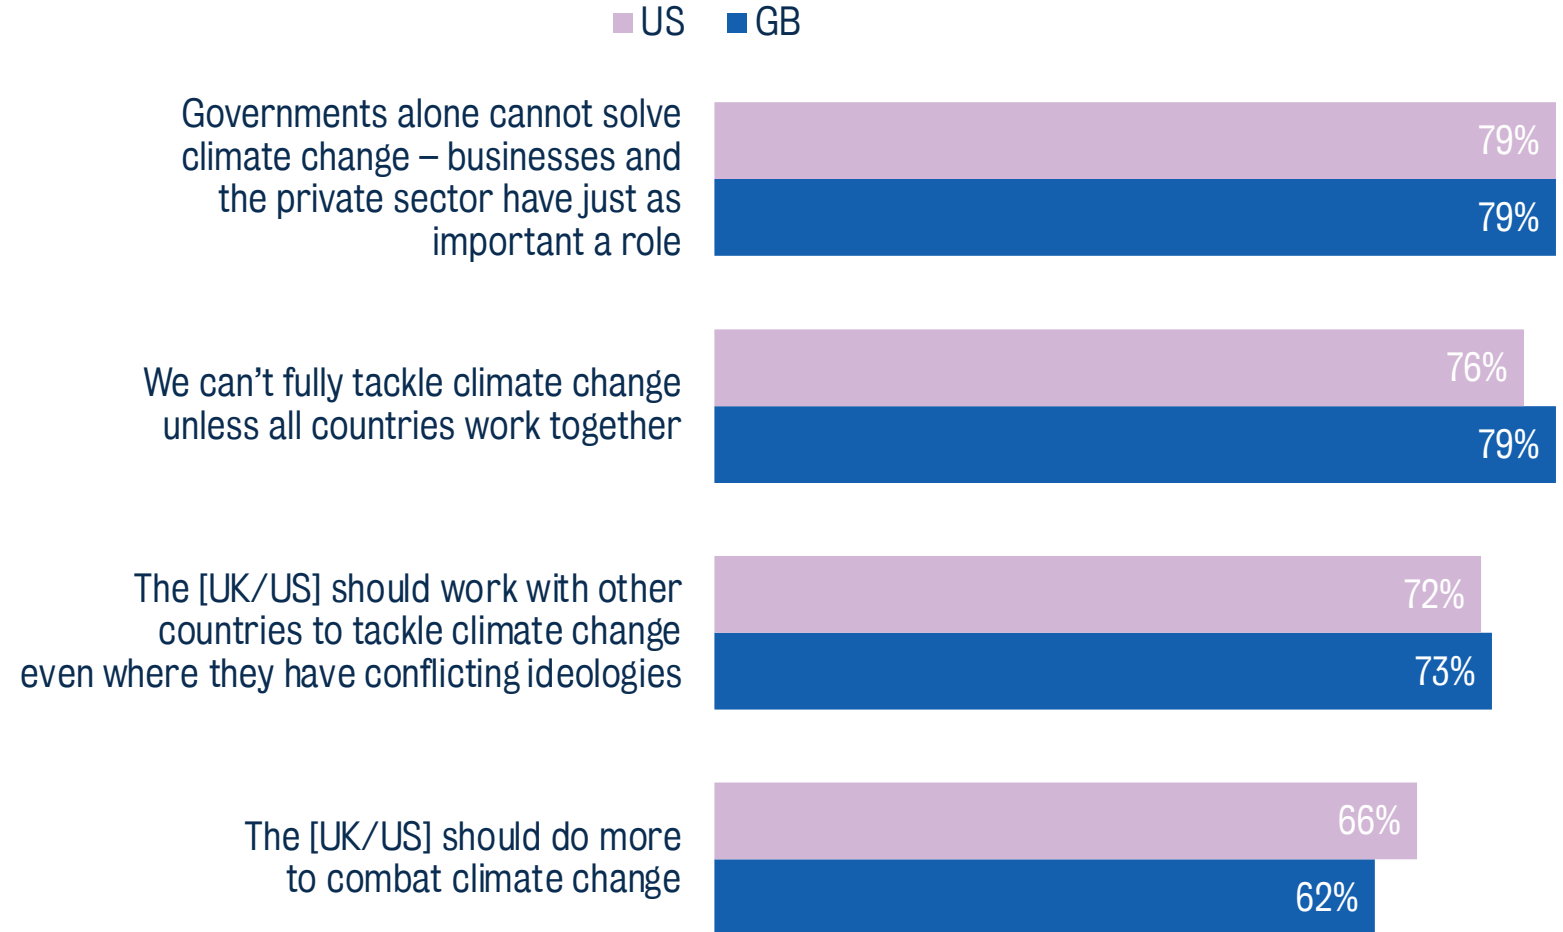 US GB
Governments alone cannot solve
climate change – businesses and
the private sector have just as
important a role
79%
79%
We can’t fully tackle climate change
unless all countries work together
76%
79%
The [UK/US] should work with other
countries to tackle climate change
even where they have conflicting ideologies
72%
73%
The [UK/US] should do more
to combat climate change
66%
62%